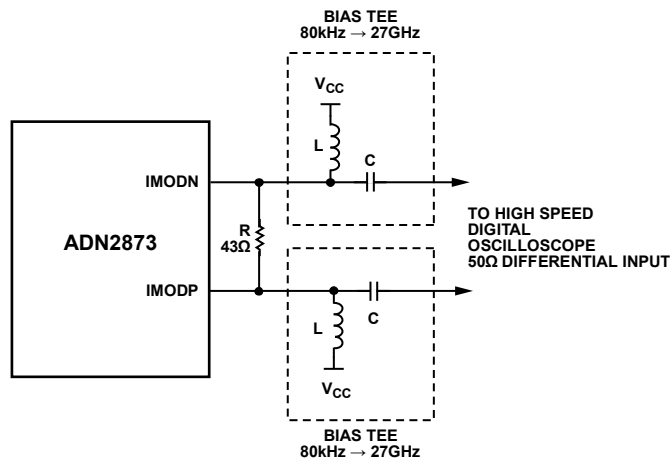 BIAS TEE
80kHz → 27GHz
VCC
L
C
IMODN
ADN2873
R
43Ω
TO HIGH SPEED
DIGITAL
OSCILLOSCOPE
50Ω DIFFERENTIAL INPUT
IMODP
C
L
VCC
BIAS TEE
80kHz → 27GHz